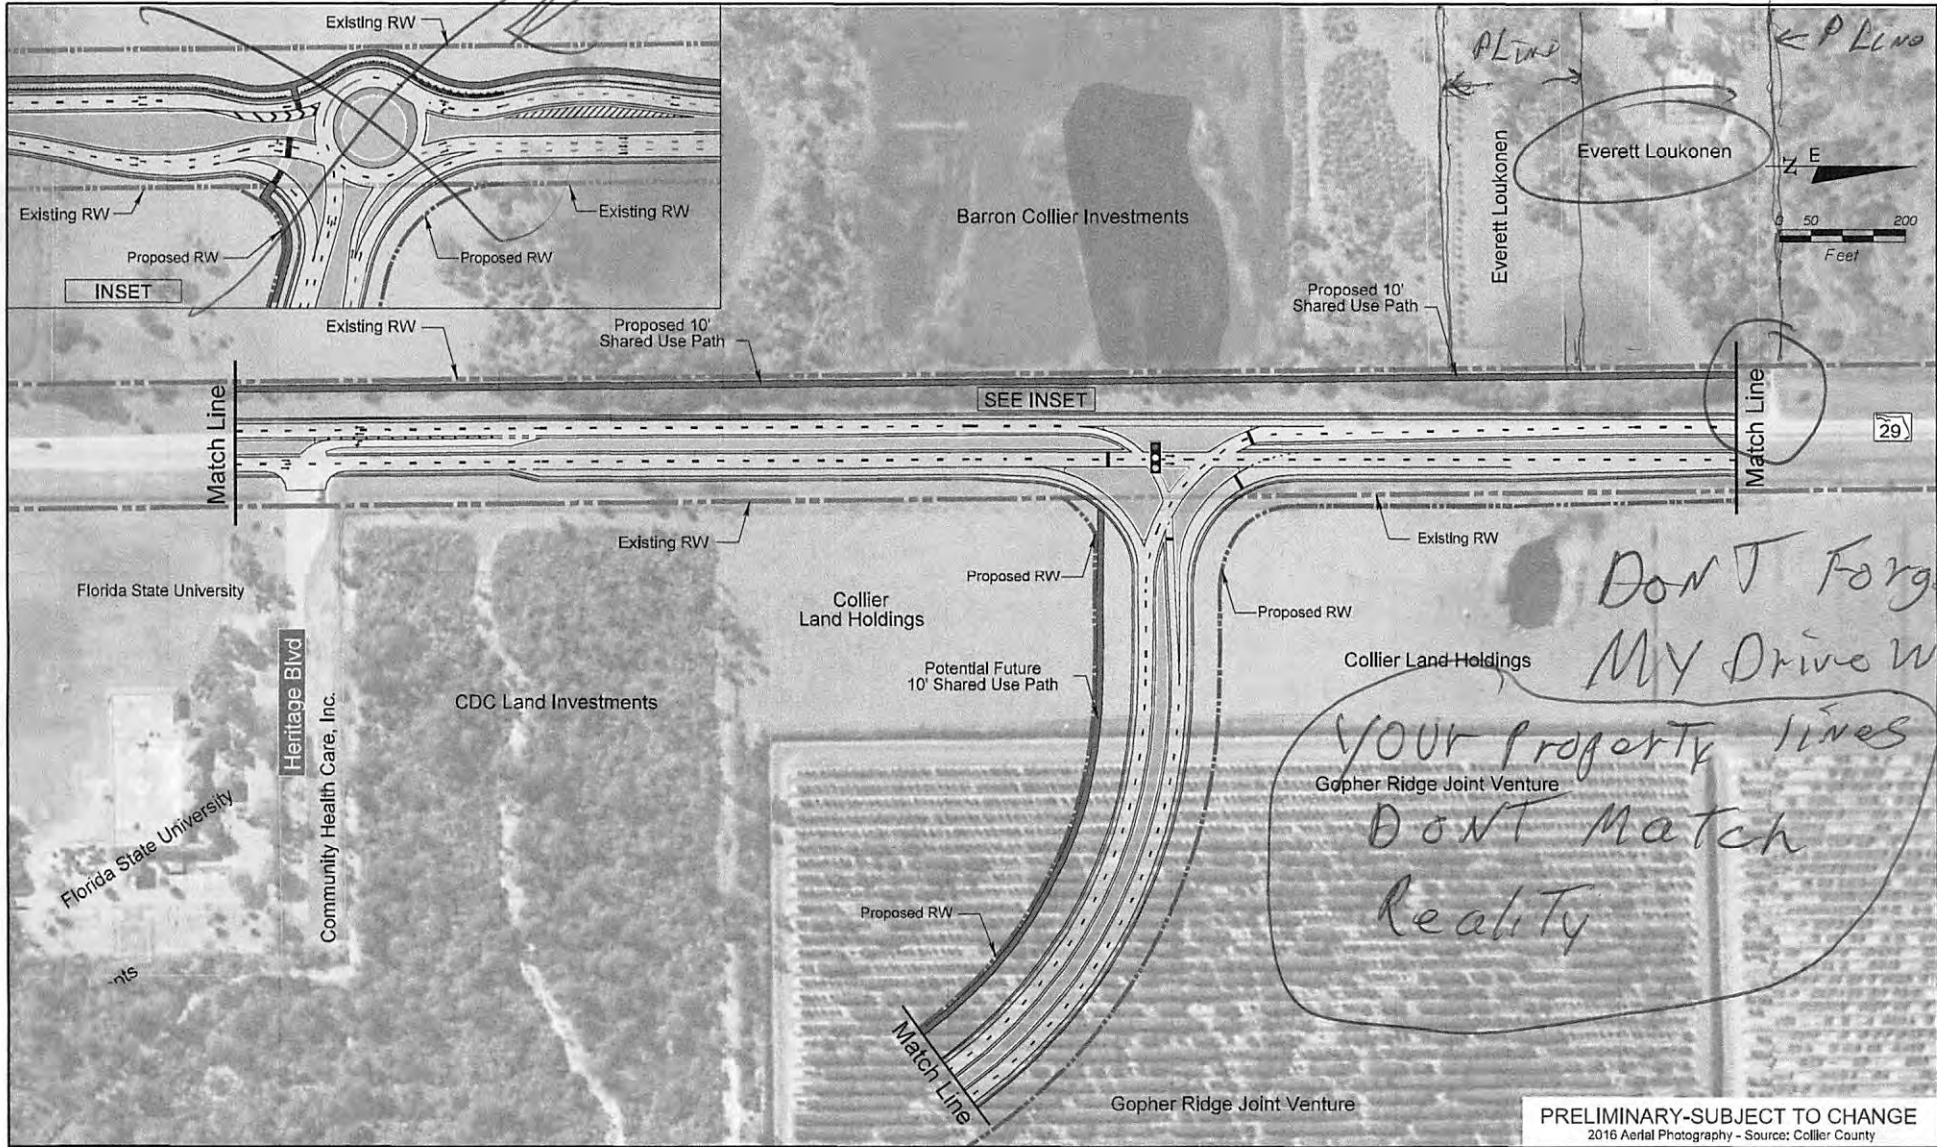 Existing RW
Existing RW
Existing RW
Proposed RW
Proposed RW
INSET
P Line
P Line
Everett Loukonen
Everett Loukonen
Barron Collier Investments
N
E
0 50 200
Feet
Proposed 10'
Shared Use Path
Existing RW
Proposed 10'
Shared Use Path
SEE INSET
Match Line
Match Line
29
Existing RW
Existing RW
Proposed RW
Proposed RW
Florida State University
Collier
Land Holdings
DonT Forg
My Drive W
Collier Land Holdings
Potential Future
10' Shared Use Path
Heritage Blvd
Community Health Care, Inc.
CDC Land Investments
Your ProperTy lines
Gopher Ridge Joint Venture
DonT Match
RealiTy
Florida State University
Proposed RW
nts
Match Line
Gopher Ridge Joint Venture
PRELIMINARY-SUBJECT TO CHANGE
2016 Aerial Photography - Source: Collier County